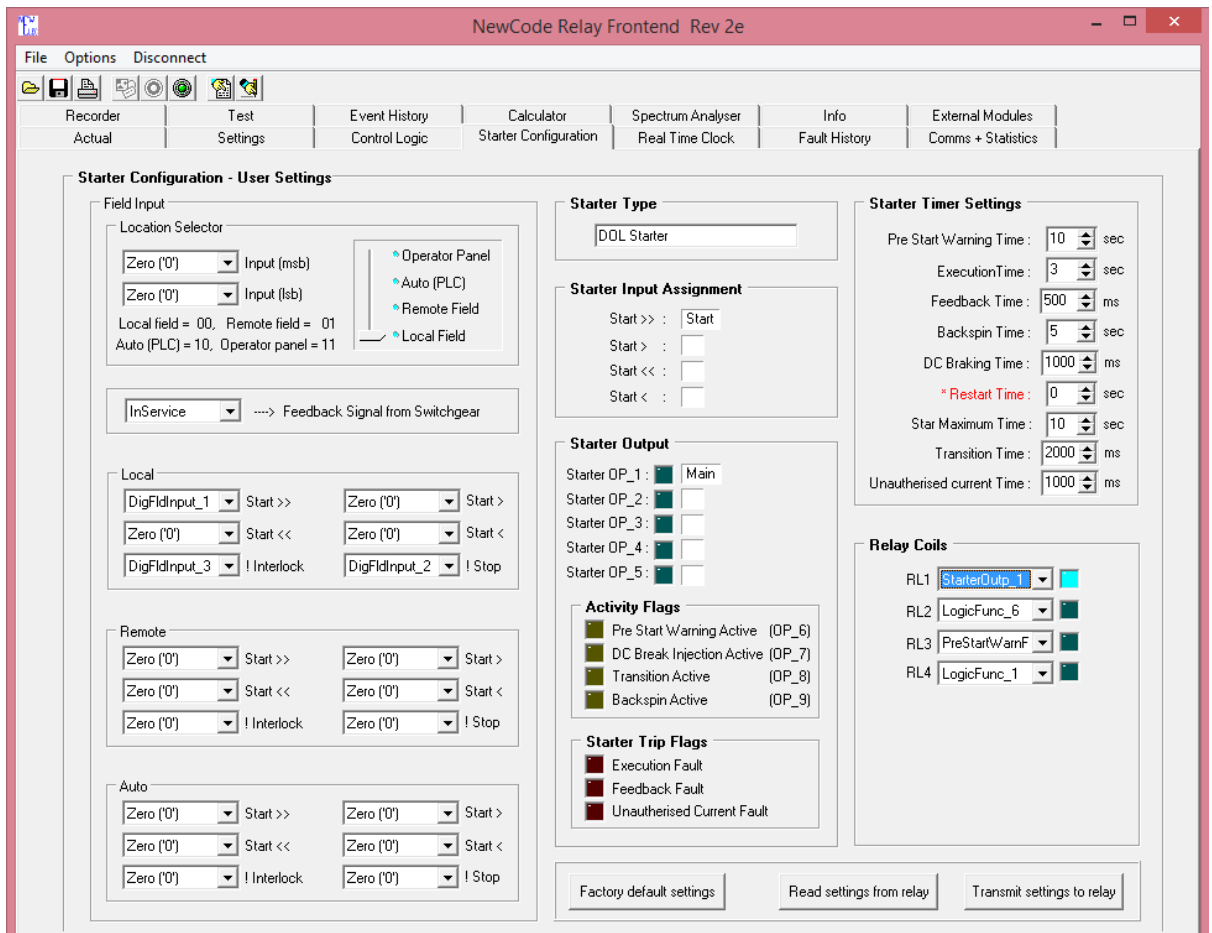 NewCode Relay Frontend Rev 2e
File Options Disconnect
Recorder Test Event History Calculator Spectrum Analyser Info External Modules
Actual Settings Control Logic Starter Configuration Real Time Clock Fault History Comms + Statistics
Starter Configuration - User Settings
Field Input
Location Selector
Zero ('0') Input (msb)
Zero ('0') Input (lsb)
Local field = 00, Remote field = 01
Auto (PLC) = 10, Operator panel = 11
Operator Panel
Auto (PLC)
Remote Field
Local Field
InService ---> Feedback Signal from Switchgear
Local
DigFldInput_1 Start >> Zero ('0') Start >
Zero ('0') Start << Zero ('0') Start <
DigFldInput_3 ! Interlock DigFldInput_2 ! Stop
Remote
Zero ('0') Start >> Zero ('0') Start >
Zero ('0') Start << Zero ('0') Start <
Zero ('0') ! Interlock Zero ('0') ! Stop
Auto
Zero ('0') Start >> Zero ('0') Start >
Zero ('0') Start << Zero ('0') Start <
Zero ('0') ! Interlock Zero ('0') ! Stop
Starter Type
DOL Starter
Starter Input Assignment
Start >> : Start
Start > :
Start << :
Start < :
Starter Output
Starter OP_1 : Main
Starter OP_2 :
Starter OP_3 :
Starter OP_4 :
Starter OP_5 :
Activity Flags
Pre Start Warning Active (OP_6)
DC Break Injection Active (OP_7)
Transition Active (OP_8)
Backspin Active (OP_9)
Starter Trip Flags
Execution Fault
Feedback Fault
Unautherised Current Fault
Starter Timer Settings
Pre Start Warning Time : 10 sec
ExecutionTime : 3 sec
Feedback Time : 500 ms
Backspin Time : 5 sec
DC Braking Time : 1000 ms
* Restart Time : 0 sec
Star Maximum Time : 10 sec
Transition Time : 2000 ms
Unautherised current Time : 1000 ms
Relay Coils
RL1 StarterOutp_1
RL2 LogicFunc_6
RL3 PreStartWarnF
RL4 LogicFunc_1
Factory default settings Read settings from relay Transmit settings to relay